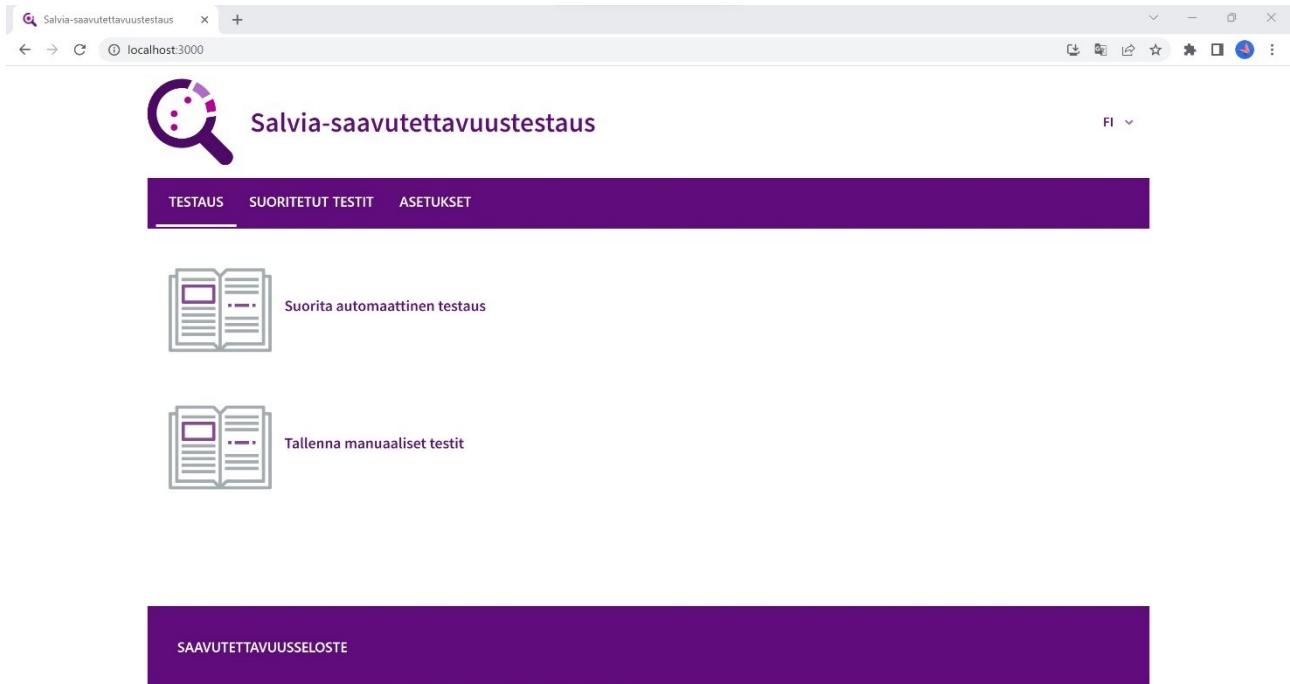 Salvia-saavutettavuustestaus
localhost:3000
Salvia-saavutettavuustestaus
FI
TESTAUS SUORITETUT TESTIT ASETUKSET
Suorita automaattinen testaus
Tallenna manuaaliset testit
SAAVUTETTAVUUSSELOSTE